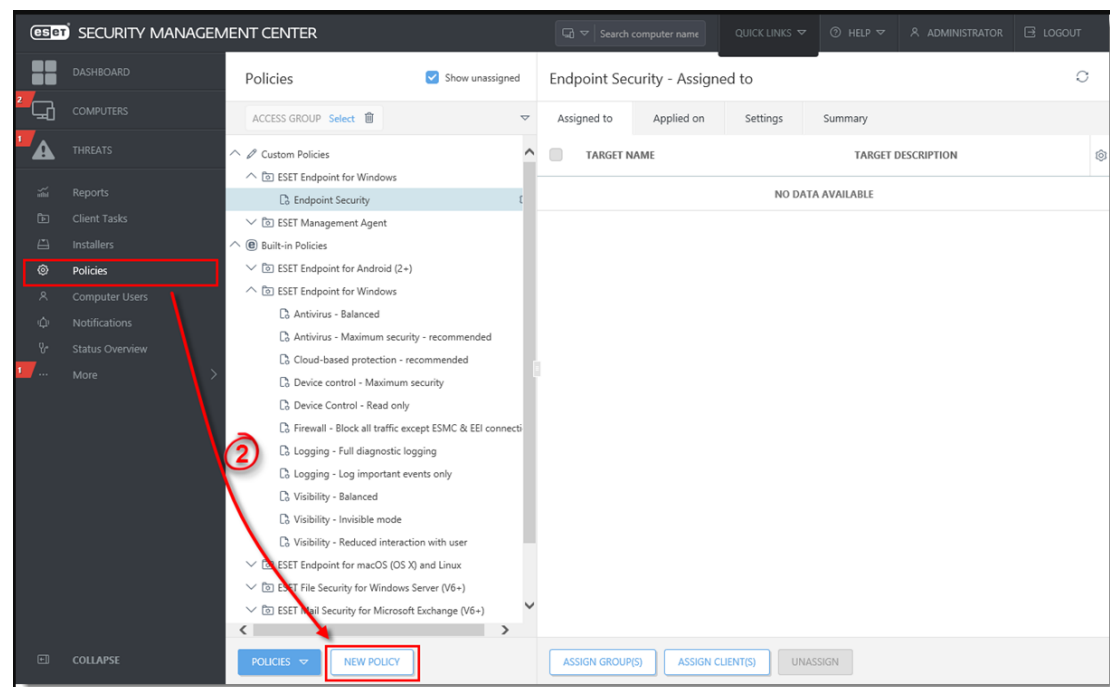 eset SECURITY MANAGEMENT CENTER
Search computer name
QUICK LINKS
HELP
ADMINISTRATOR
LOGOUT
DASHBOARD
2
COMPUTERS
1
THREATS
Reports
Client Tasks
Installers
Policies
Computer Users
Notifications
Status Overview
1
More
COLLAPSE
Policies
Show unassigned
ACCESS GROUP Select
Custom Policies
ESET Endpoint for Windows
Endpoint Security
ESET Management Agent
Built-in Policies
ESET Endpoint for Android (2+)
ESET Endpoint for Windows
Antivirus - Balanced
Antivirus - Maximum security - recommended
Cloud-based protection - recommended
Device control - Maximum security
Device Control - Read only
Firewall - Block all traffic except ESMC & EEI connecti
2
Logging - Full diagnostic logging
Logging - Log important events only
Visibility - Balanced
Visibility - Invisible mode
Visibility - Reduced interaction with user
ESET Endpoint for macOS (OS X) and Linux
ESET File Security for Windows Server (V6+)
ESET Mail Security for Microsoft Exchange (V6+)
POLICIES
NEW POLICY
Endpoint Security - Assigned to
Assigned to
Applied on
Settings
Summary
TARGET NAME
TARGET DESCRIPTION
NO DATA AVAILABLE
ASSIGN GROUP(S)
ASSIGN CLIENT(S)
UNASSIGN